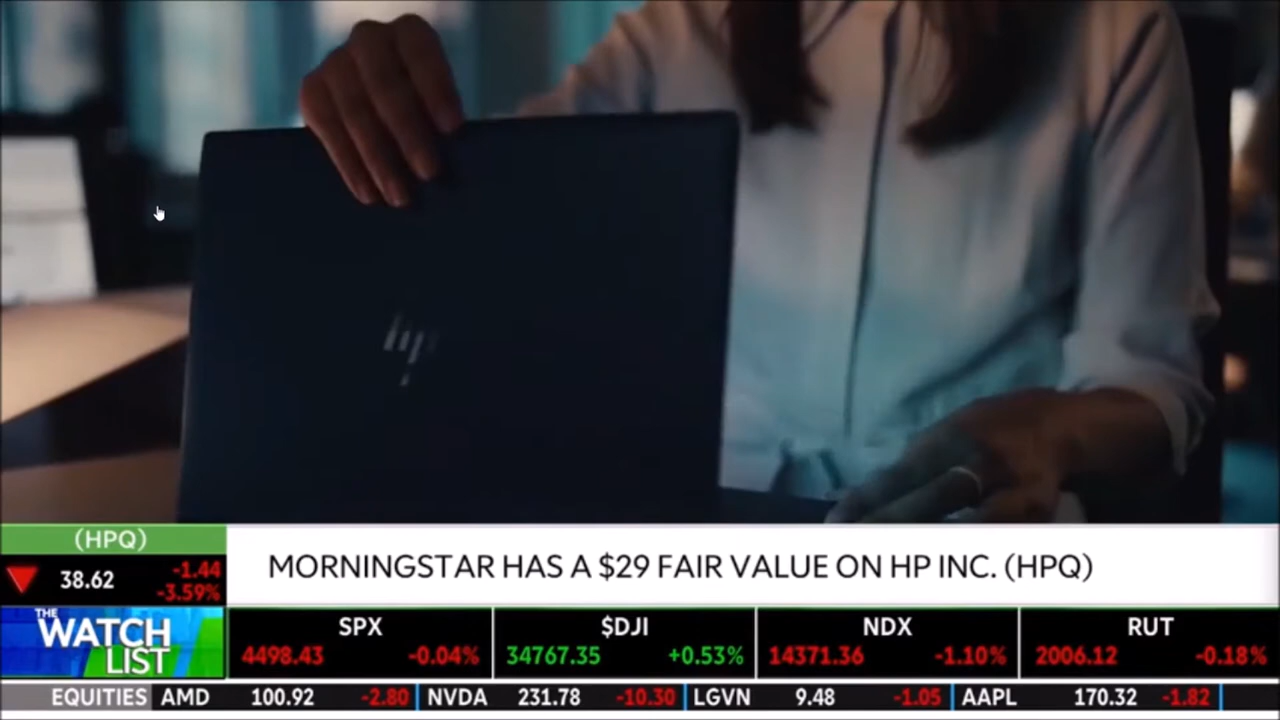 hp
(HPQ)
38.62 -1.44 -3.59%
MORNINGSTAR HAS A $29 FAIR VALUE ON HP INC. (HPQ)
THE WATCH LIST
SPX
4498.43 -0.04%
$DJI
34767.35 +0.53%
NDX
14371.36 -1.10%
RUT
2006.12 -0.18%
EQUITIES AMD 100.92 -2.80 NVDA 231.78 -10.30 LGVN 9.48 -1.05 AAPL 170.32 -1.82